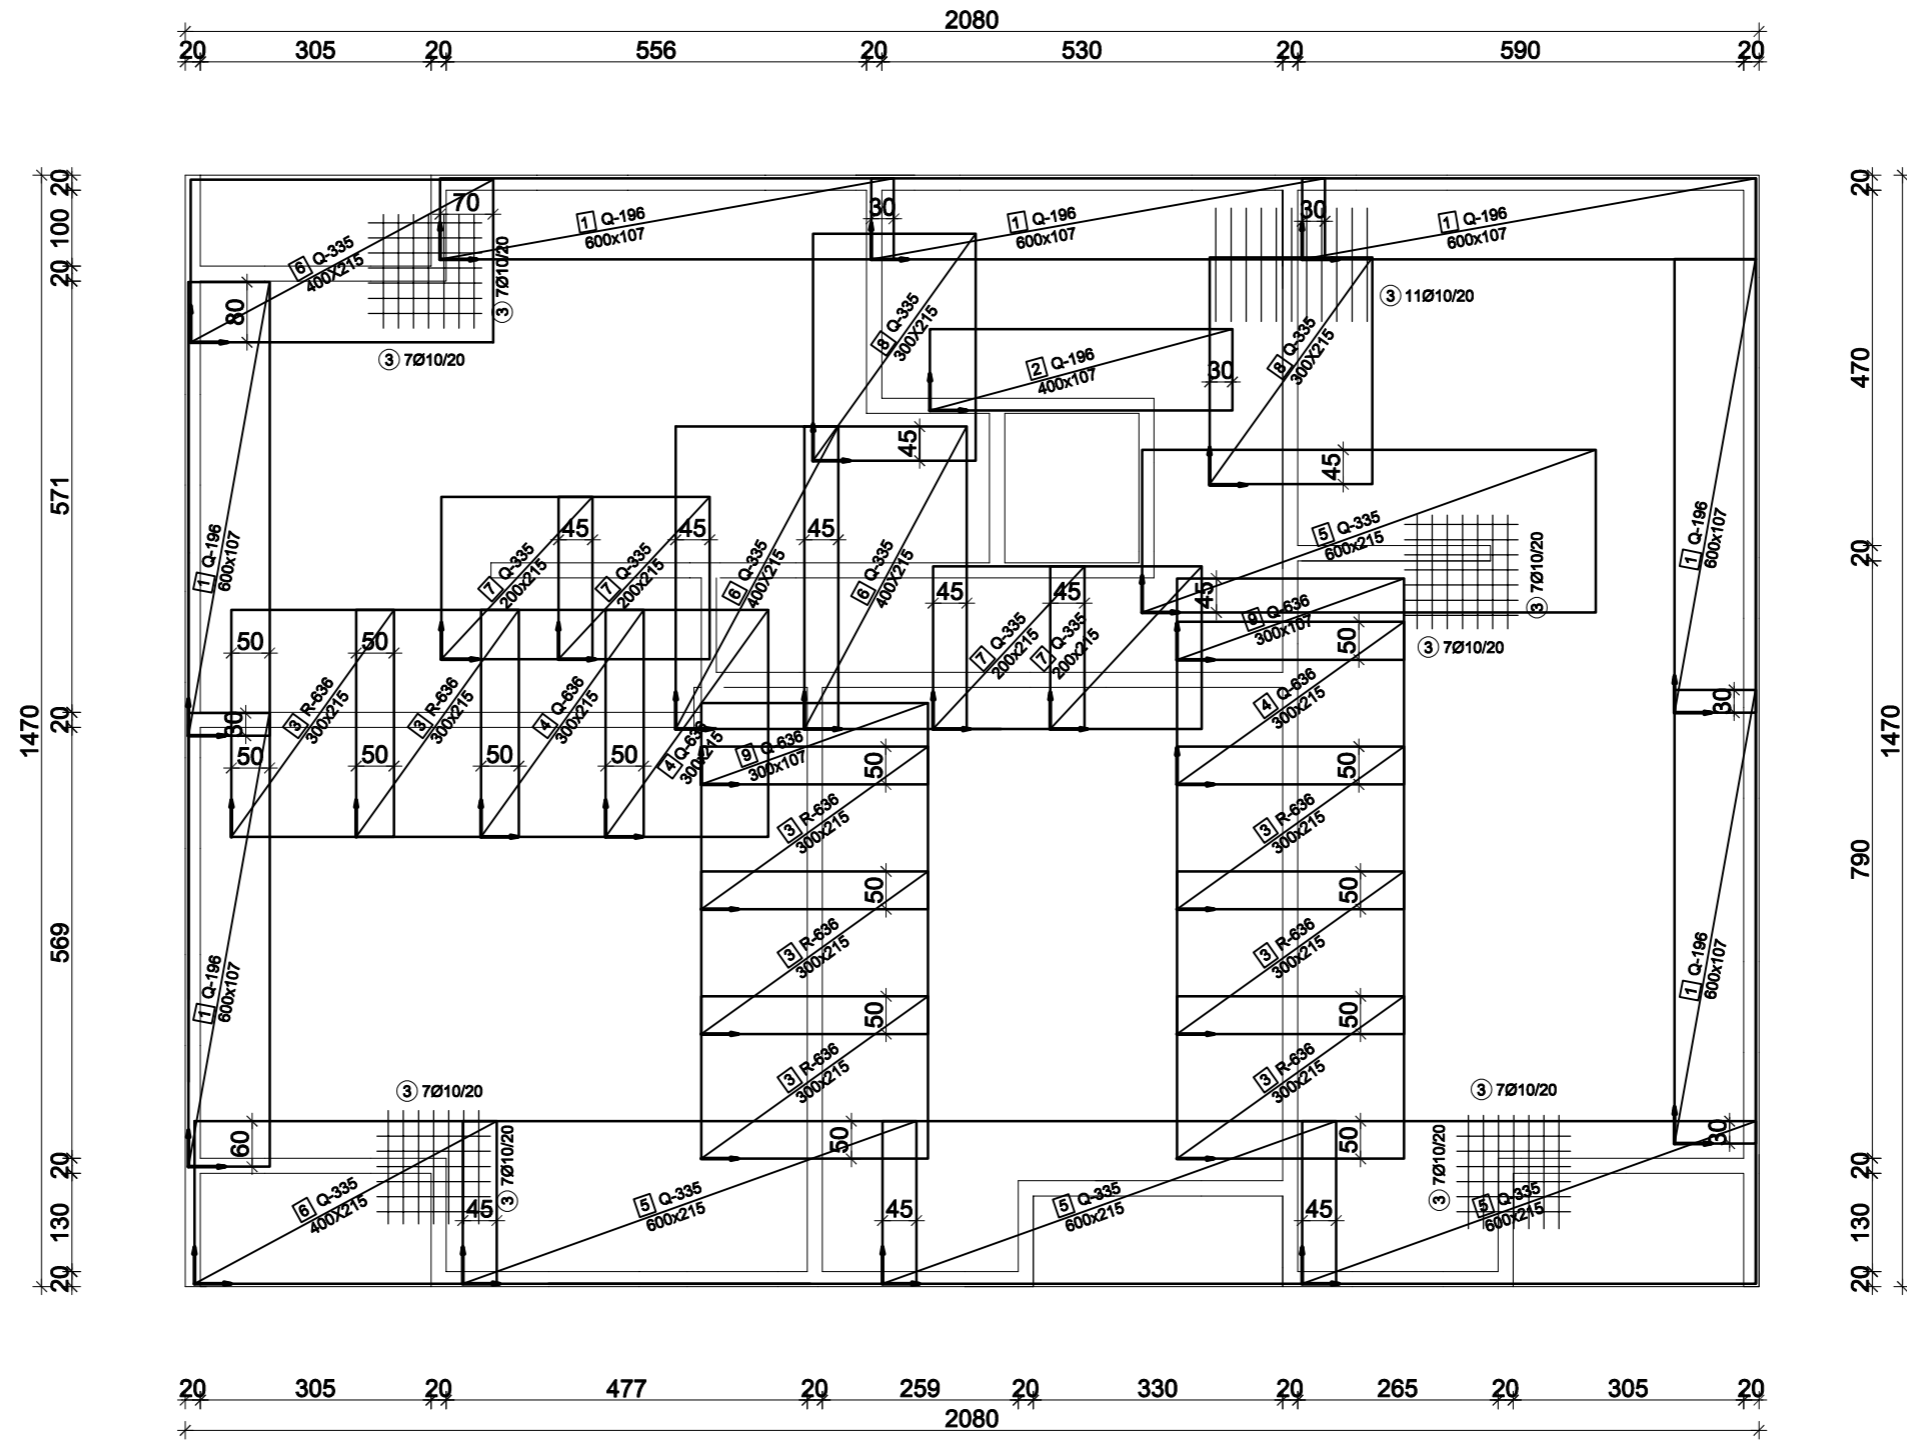 2080
20 305 20 556 20 530 20 590 20
20
100
20
571
20
569
20
130
20
1470
20
470
20
790
20
130
20
1470
70
30
30
1 Q-196
600x107
1 Q-196
600x107
1 Q-196
600x107
6 Q-335
400X215
3 7Ø10/20
3 7Ø10/20
80
3 11Ø10/20
8 Q-335
300X215
8 Q-335
300X215
2 Q-196
400x107
30
45
45
1 Q-196
600x107
1 Q-196
600x107
45
45
45
7 Q-335
200x215
7 Q-335
200x215
6 Q-335
400X215
6 Q-335
400X215
5 Q-335
600x215
3 7Ø10/20
3 7Ø10/20
45
45
45
9 Q-636
300x107
7 Q-335
200x215
7 Q-335
200x215
50
50
50
4 Q-636
300x215
3 R-636
300x215
3 R-636
300x215
4 Q-636
300x215
4 Q-636
300x215
30
30
50
50
50
50
9 Q-636
300x107
50
50
3 R-636
300x215
3 R-636
300x215
50
50
3 R-636
300x215
3 R-636
300x215
1 Q-196
600x107
1 Q-196
600x107
50
50
3 R-636
300x215
3 R-636
300x215
3 7Ø10/20
3 7Ø10/20
3 7Ø10/20
3 7Ø10/20
60
50
50
30
6 Q-335
400X215
45
5 Q-335
600x215
45
5 Q-335
600x215
45
5 Q-335
600x215
20 305 20 477 20 259 20 330 20 265 20 305 20
2080